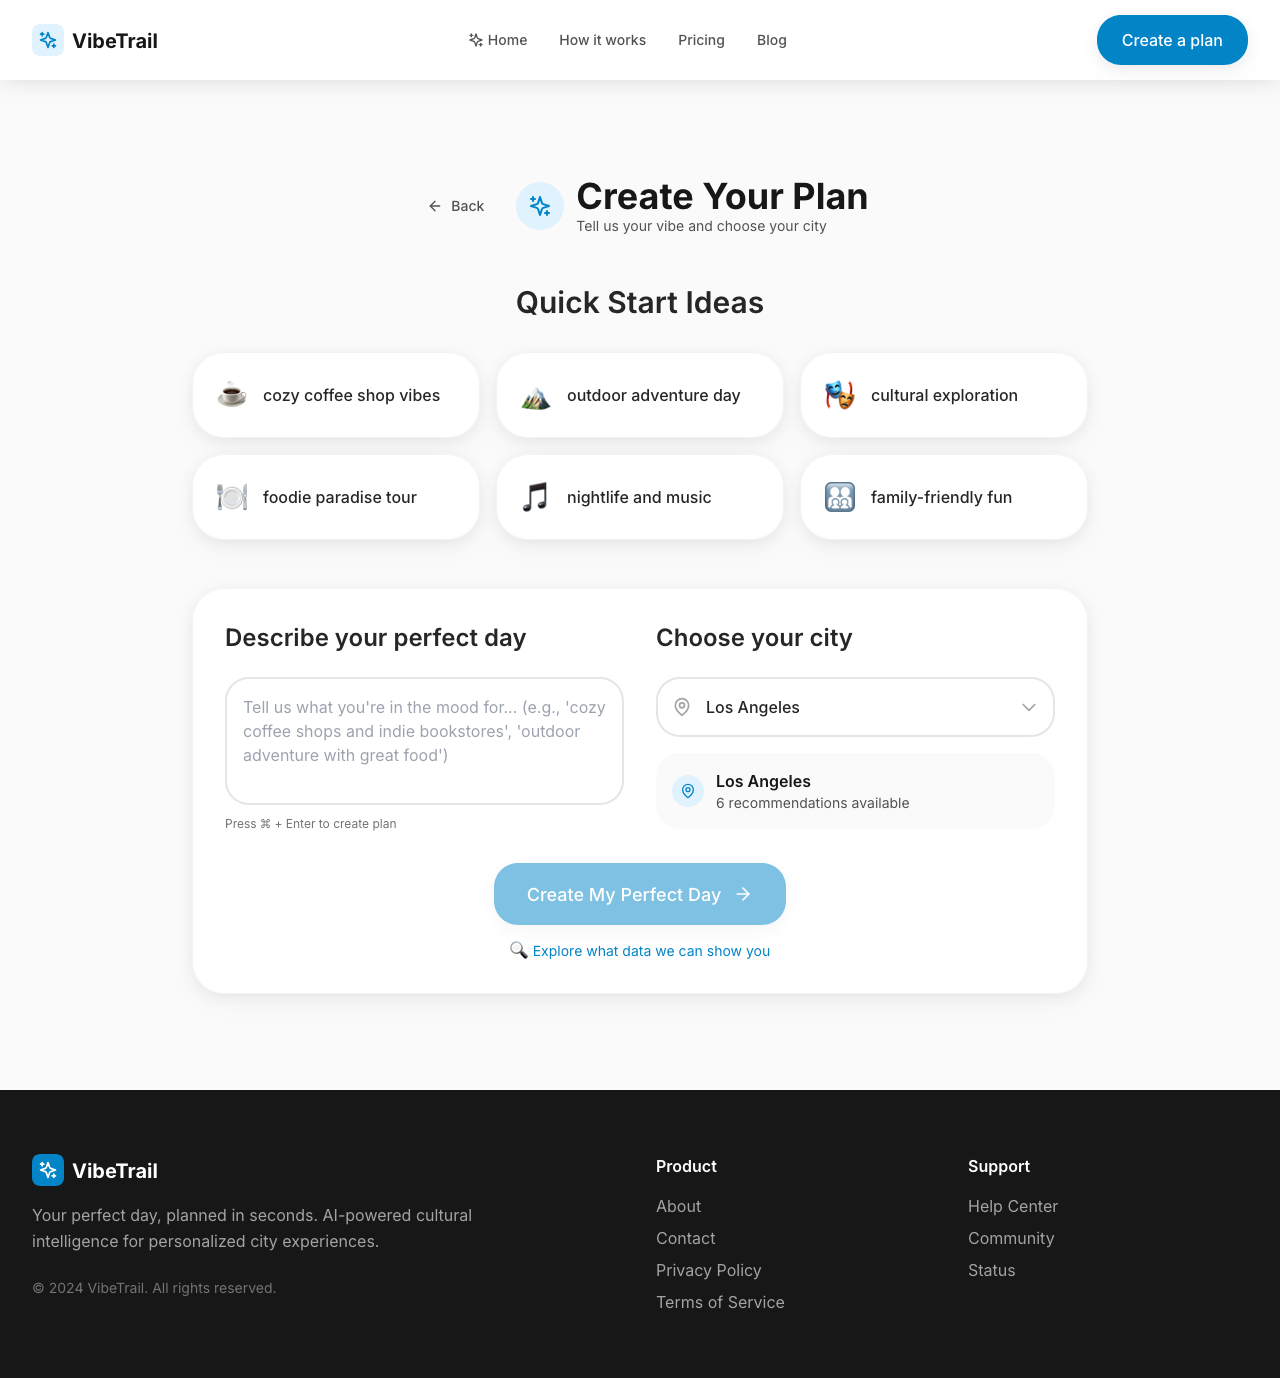 VibeTrail
Home
How it works
Pricing
Blog
Create a plan
Back
Create Your Plan
Tell us your vibe and choose your city
Quick Start Ideas
cozy coffee shop vibes
outdoor adventure day
cultural exploration
foodie paradise tour
nightlife and music
family-friendly fun
Describe your perfect day
Tell us what you're in the mood for... (e.g., 'cozy
coffee shops and indie bookstores', 'outdoor
adventure with great food')
Press ⌘ + Enter to create plan
Choose your city
Los Angeles
Los Angeles
6 recommendations available
Create My Perfect Day
Explore what data we can show you
VibeTrail
Your perfect day, planned in seconds. AI-powered cultural
intelligence for personalized city experiences.
© 2024 VibeTrail. All rights reserved.
Product
About
Contact
Privacy Policy
Terms of Service
Support
Help Center
Community
Status